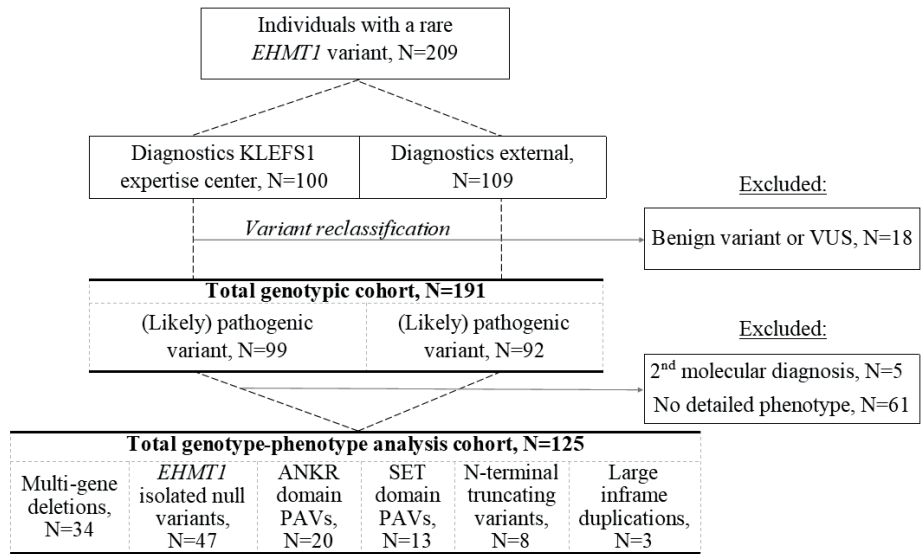 Individuals with a rare
EHMT1 variant, N=209
Diagnostics KLEFS1
expertise center, N=100
Diagnostics external,
N=109
Excluded:
Variant reclassification
Benign variant or VUS, N=18
Total genotypic cohort, N=191
(Likely) pathogenic
variant, N=99
(Likely) pathogenic
variant, N=92
Excluded:
2nd molecular diagnosis, N=5
No detailed phenotype, N=61
Total genotype-phenotype analysis cohort, N=125
Multi-gene
deletions,
N=34
EHMT1
isolated null
variants,
N=47
ANKR
domain
PAVs,
N=20
SET
domain
PAVs,
N=13
N-terminal
truncating
variants,
N=8
Large
inframe
duplications,
N=3